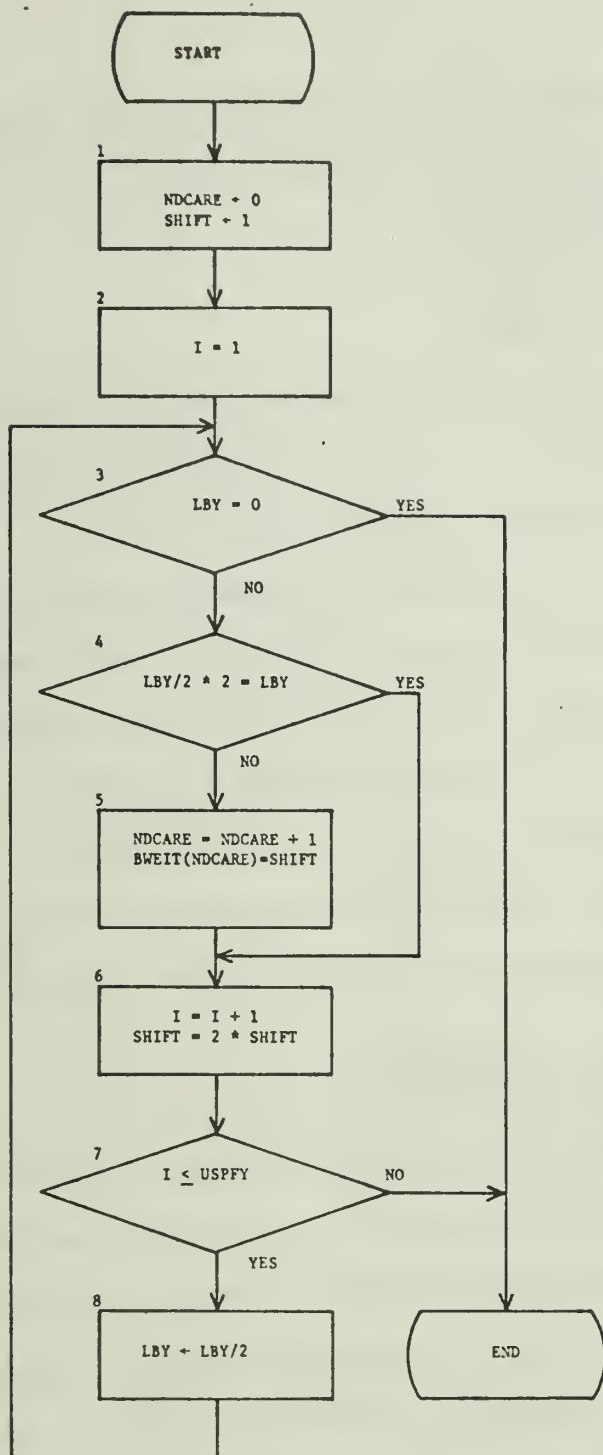 START
1
NDCARE ← 0
SHIFT ← 1
2
I = 1
3
LBY = 0
YES
NO
4
LBY/2 * 2 = LBY
YES
NO
5
NDCARE = NDCARE + 1
BWEIT(NDCARE)=SHIFT
6
I = I + 1
SHIFT = 2 * SHIFT
7
I ≤ USPFY
NO
YES
8
LBY ← LBY/2
END